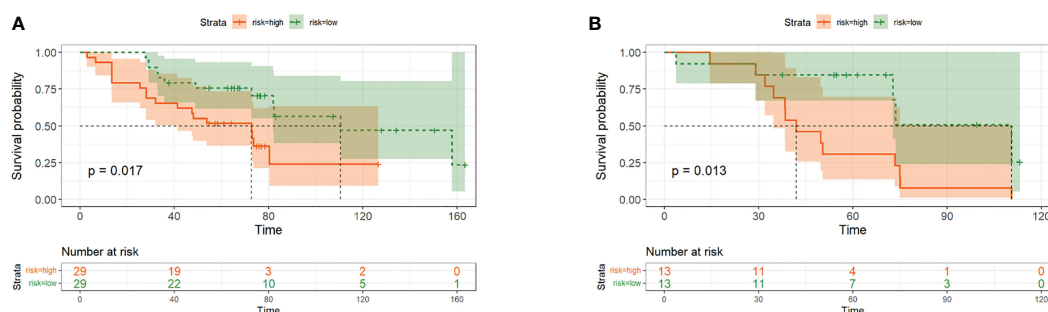 A
Strata risk=high risk=low
Survival probability
1.00
0.75
0.50
0.25
0.00
p = 0.017
0 40 80 120 160
Time
Number at risk
Strata
risk=high 29 19 3 2 0
risk=low 29 22 10 5 1
0 40 80 120 160
Time
B
Strata risk=high risk=low
Survival probability
1.00
0.75
0.50
0.25
0.00
p = 0.013
0 30 60 90 120
Time
Number at risk
Strata
risk=high 13 11 4 1 0
risk=low 13 11 7 3 0
0 30 60 90 120
Time